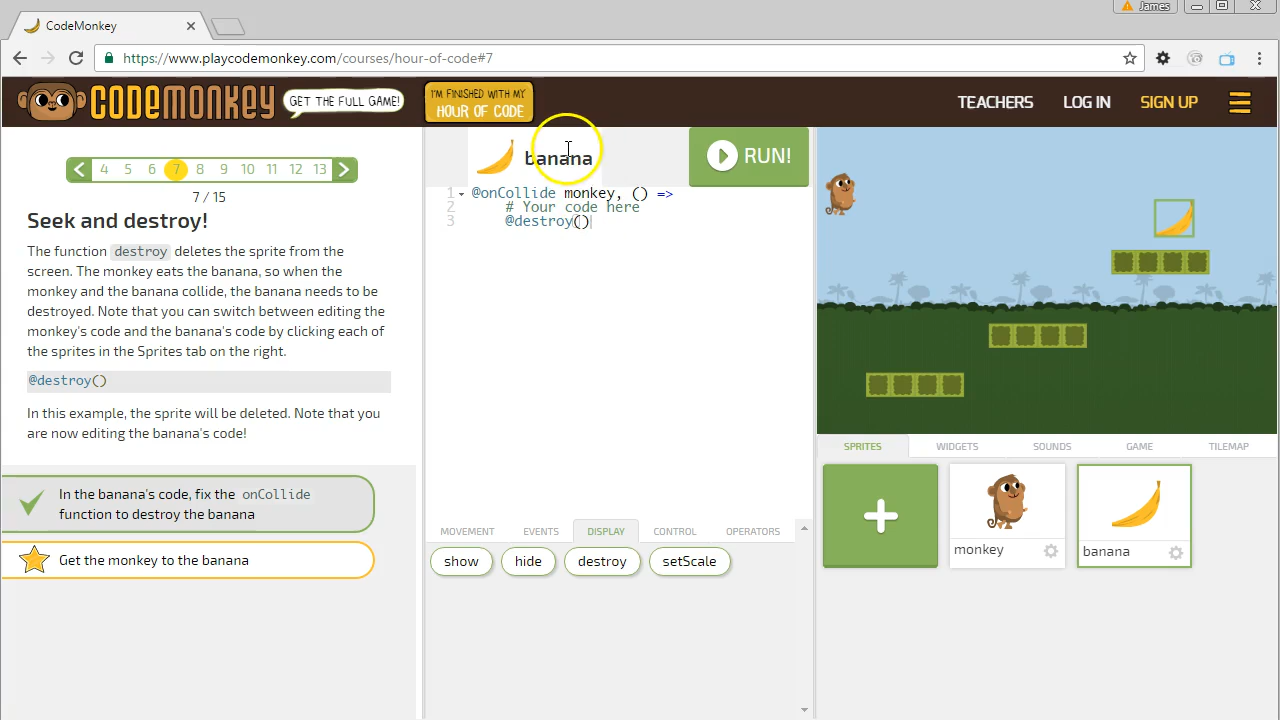 CodeMonkey
James
https://www.playcodemonkey.com/courses/hour-of-code#7
CODEMONKEY
GET THE FULL GAME!
I'M FINISHED WITH MY
HOUR OF CODE
TEACHERS
LOG IN
SIGN UP
4 5 6 7 8 9 10 11 12 13
7 / 15
Seek and destroy!
The function destroy deletes the sprite from the
screen. The monkey eats the banana, so when the
monkey and the banana collide, the banana needs to be
destroyed. Note that you can switch between editing the
monkey's code and the banana's code by clicking each of
the sprites in the Sprites tab on the right.
@destroy()
In this example, the sprite will be deleted. Note that you
are now editing the banana's code!
In the banana's code, fix the onCollide
function to destroy the banana
Get the monkey to the banana
banana
RUN!
1 @onCollide monkey, () =>
2 # Your code here
3 @destroy()
MOVEMENT
EVENTS
DISPLAY
CONTROL
OPERATORS
show
hide
destroy
setScale
SPRITES
WIDGETS
SOUNDS
GAME
TILEMAP
+
monkey
banana